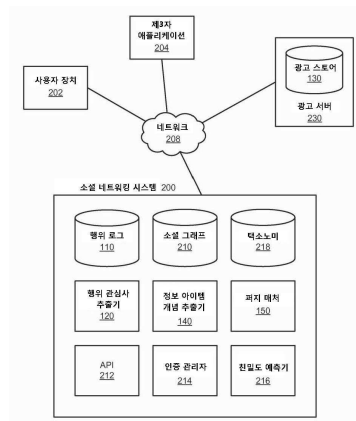 제3자
애플리케이션
204
사용자 장치
202
광고 스토어
130
광고 서버
230
네트워크
208
소셜 네트워킹 시스템 200
행위 로그
110
소셜 그래프
210
택소노미
218
행위 관심사
추출기
120
정보 아이템
개념 추출기
140
퍼지 매처
150
API
212
인증 관리자
214
친밀도 예측기
216